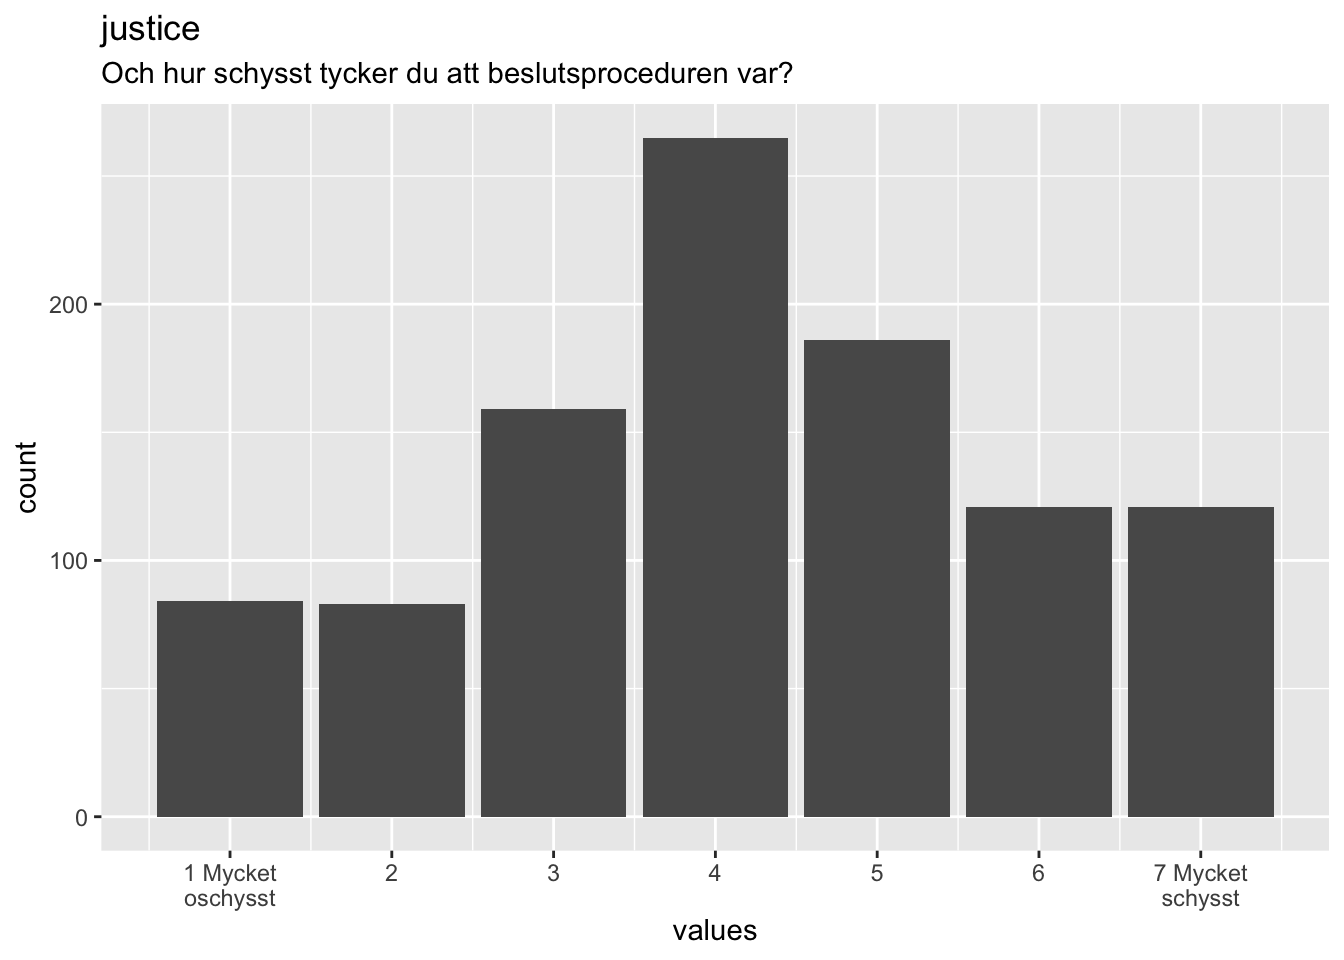 justice
Och hur schysst tycker du att beslutsproceduren var?
count
200
100
0
1 Mycket
oschysst
2
3
4
5
6
7 Mycket
schysst
values